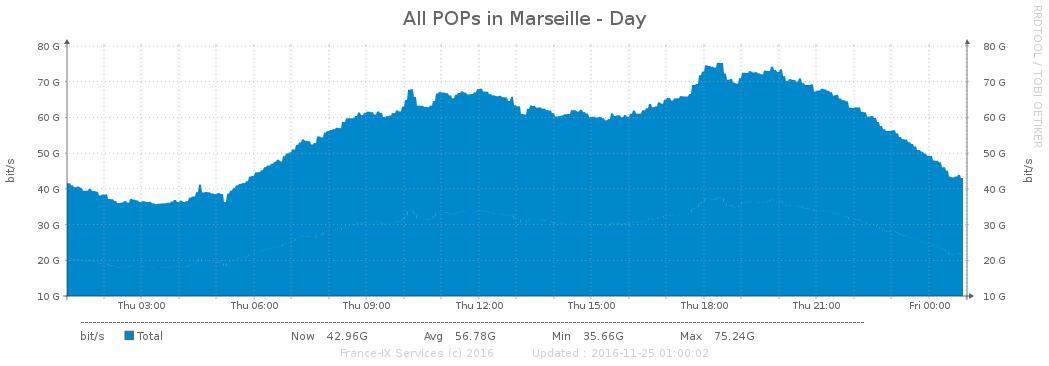 All POPs in Marseille - Day
RRDTOOL / TOBI OETIKER
80 G 80 G
70 G 70 G
60 G 60 G
50 G 50 G
bit/s bit/s
40 G 40 G
30 G 30 G
20 G 20 G
10 G 10 G
Thu 03:00 Thu 06:00 Thu 09:00 Thu 12:00 Thu 15:00 Thu 18:00 Thu 21:00 Fri 00:00
bit/s Total Now 42.96G Avg 56.78G Min 35.66G Max 75.24G
France-IX Services (c) 2016 Updated : 2016-11-25 01:00:02